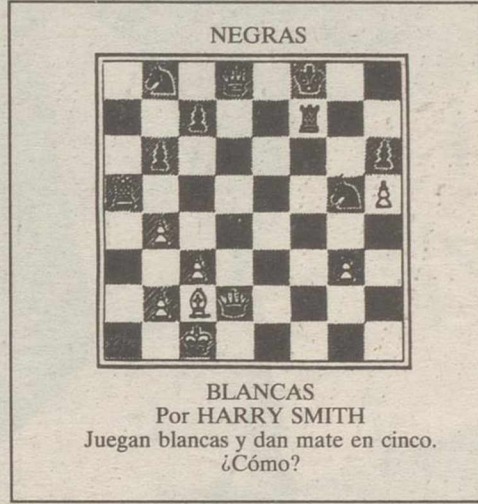 NEGRAS
BLANCAS
Por HARRY SMITH
Juegan blancas y dan mate en cinco.
¿Cómo?